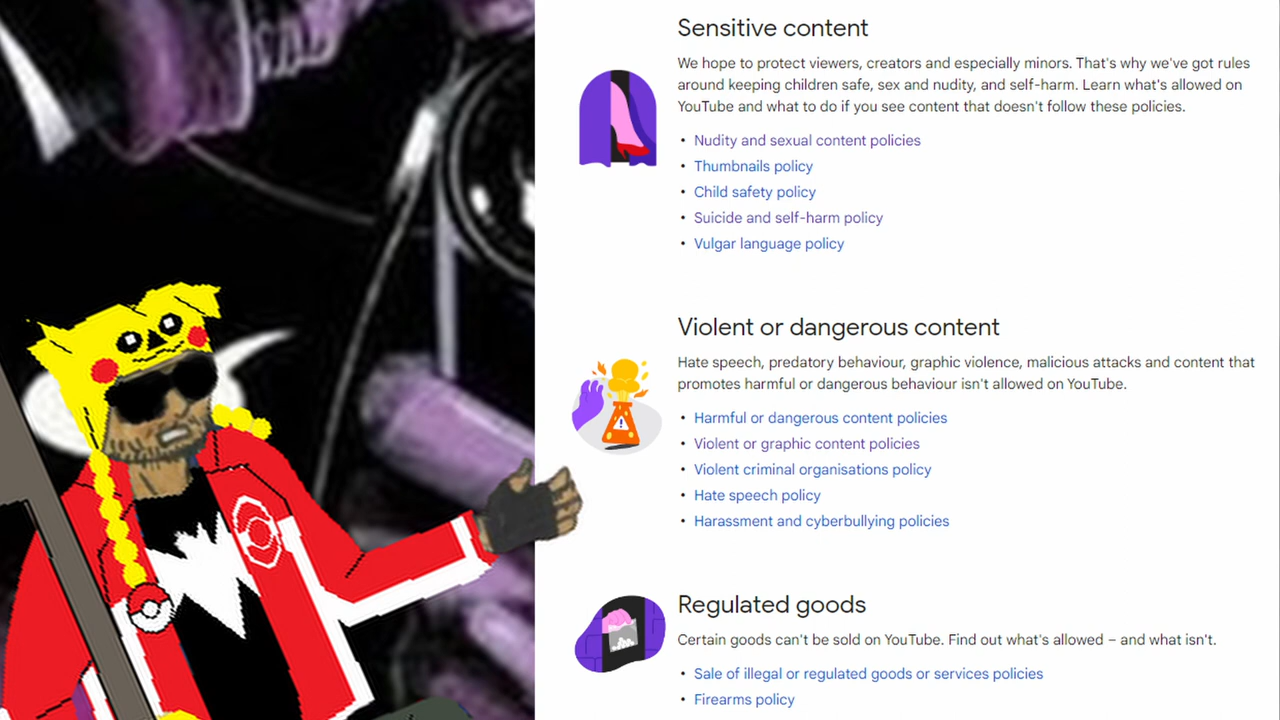 Sensitive content
We hope to protect viewers, creators and especially minors. That's why we've got rules
around keeping children safe, sex and nudity, and self-harm. Learn what's allowed on
YouTube and what to do if you see content that doesn't follow these policies.
• Nudity and sexual content policies
• Thumbnails policy
• Child safety policy
• Suicide and self-harm policy
• Vulgar language policy
Violent or dangerous content
Hate speech, predatory behaviour, graphic violence, malicious attacks and content that
promotes harmful or dangerous behaviour isn't allowed on YouTube.
• Harmful or dangerous content policies
• Violent or graphic content policies
• Violent criminal organisations policy
• Hate speech policy
• Harassment and cyberbullying policies
Regulated goods
Certain goods can't be sold on YouTube. Find out what's allowed – and what isn't.
• Sale of illegal or regulated goods or services policies
• Firearms policy